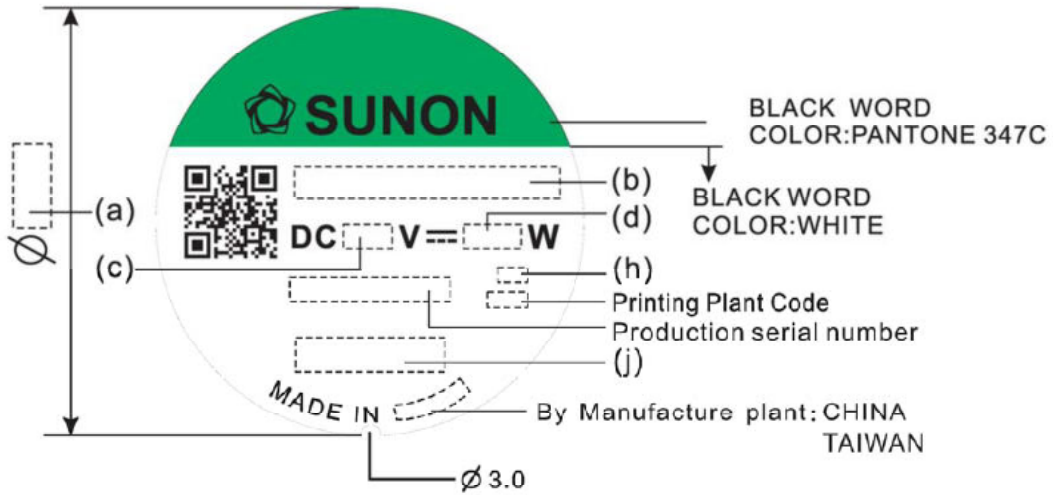 SUNON
BLACK WORD
COLOR:PANTONE 347C
(b)
BLACK WORD
COLOR:WHITE
(a)
(d)
DC V W
(c)
(h)
Printing Plant Code
Production serial number
(j)
MADE IN
By Manufacture plant: CHINA
TAIWAN
Ø
Ø 3.0